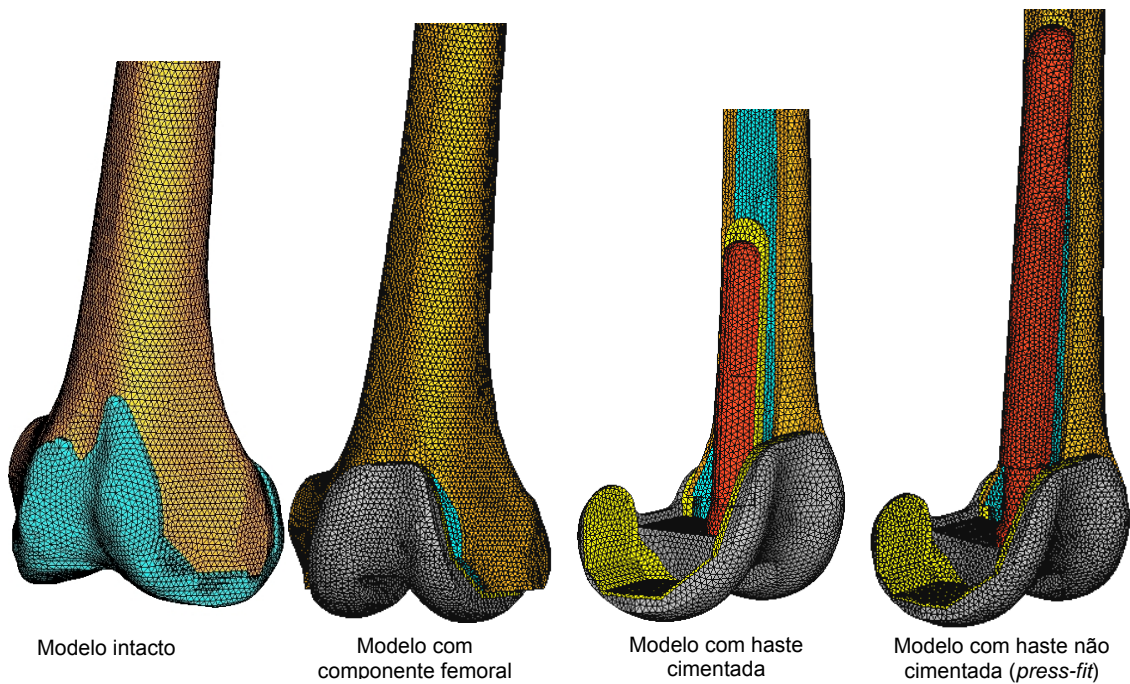 Modelo intacto
Modelo com
componente femoral
Modelo com haste
cimentada
Modelo com haste não
cimentada (press-fit)